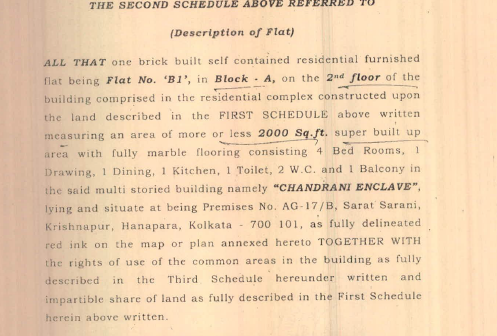 THE SECOND SCHEDULE ABOVE REFERRED TO
(Description of Flat)
ALL THAT one brick built self contained residential furnished
flat being Flat No. 'B1', in Block - A, on the 2nd floor of the
building comprised in the residential complex constructed upon
the land described in the FIRST SCHEDULE above written
measuring an area of more or less 2000 Sq.ft. super built up
area with fully marble flooring consisting 4 Bed Rooms, 1
Drawing, 1 Dining, 1 Kitchen, 1 Toilet, 2 W.C. and 1 Balcony in
the said multi storied building namely "CHANDRANI ENCLAVE",
lying and situate at being Premises No. AG-17/B, Sarat Sarani,
Krishnapur, Hanapara, Kolkata - 700 101, as fully delineated
red ink on the map or plan annexed hereto TOGETHER WITH
the rights of use of the common areas in the building as fully
described in the Third Schedule hereunder written and
impartible share of land as fully described in the First Schedule
herein above written.